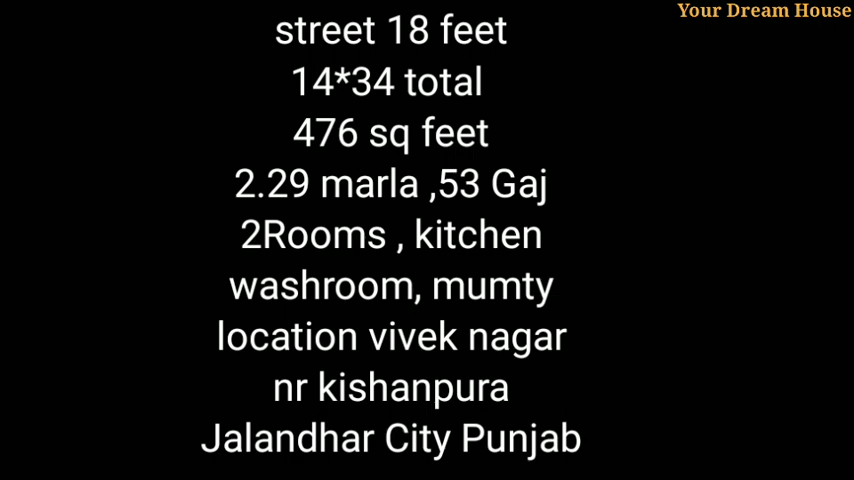 Your Dream House
street 18 feet
14*34 total
476 sq feet
2.29 marla ,53 Gaj
2Rooms , kitchen
washroom, mumty
location vivek nagar
nr kishanpura
Jalandhar City Punjab